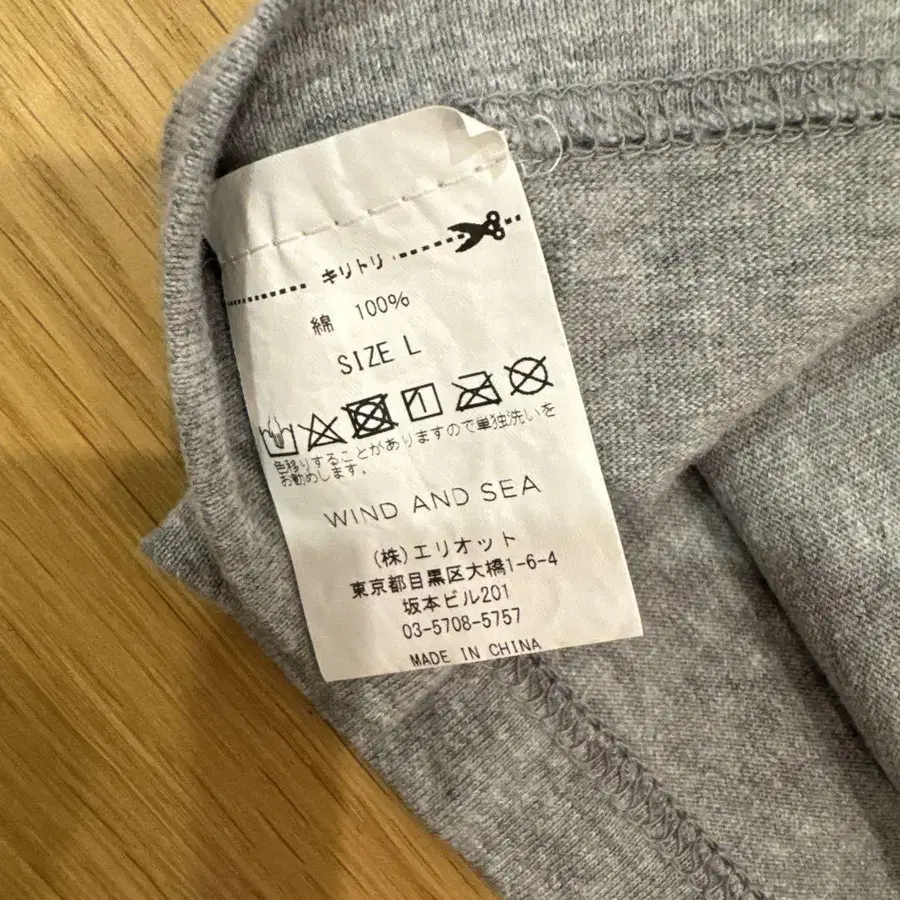 キリトリ
綿 100%
SIZE L
色移りすることがありますので単独洗いを
お勧めします。
WIND AND SEA
(株)エリオット
東京都目黒区大橋1-6-4
坂本ビル201
03-5708-5757
MADE IN CHINA